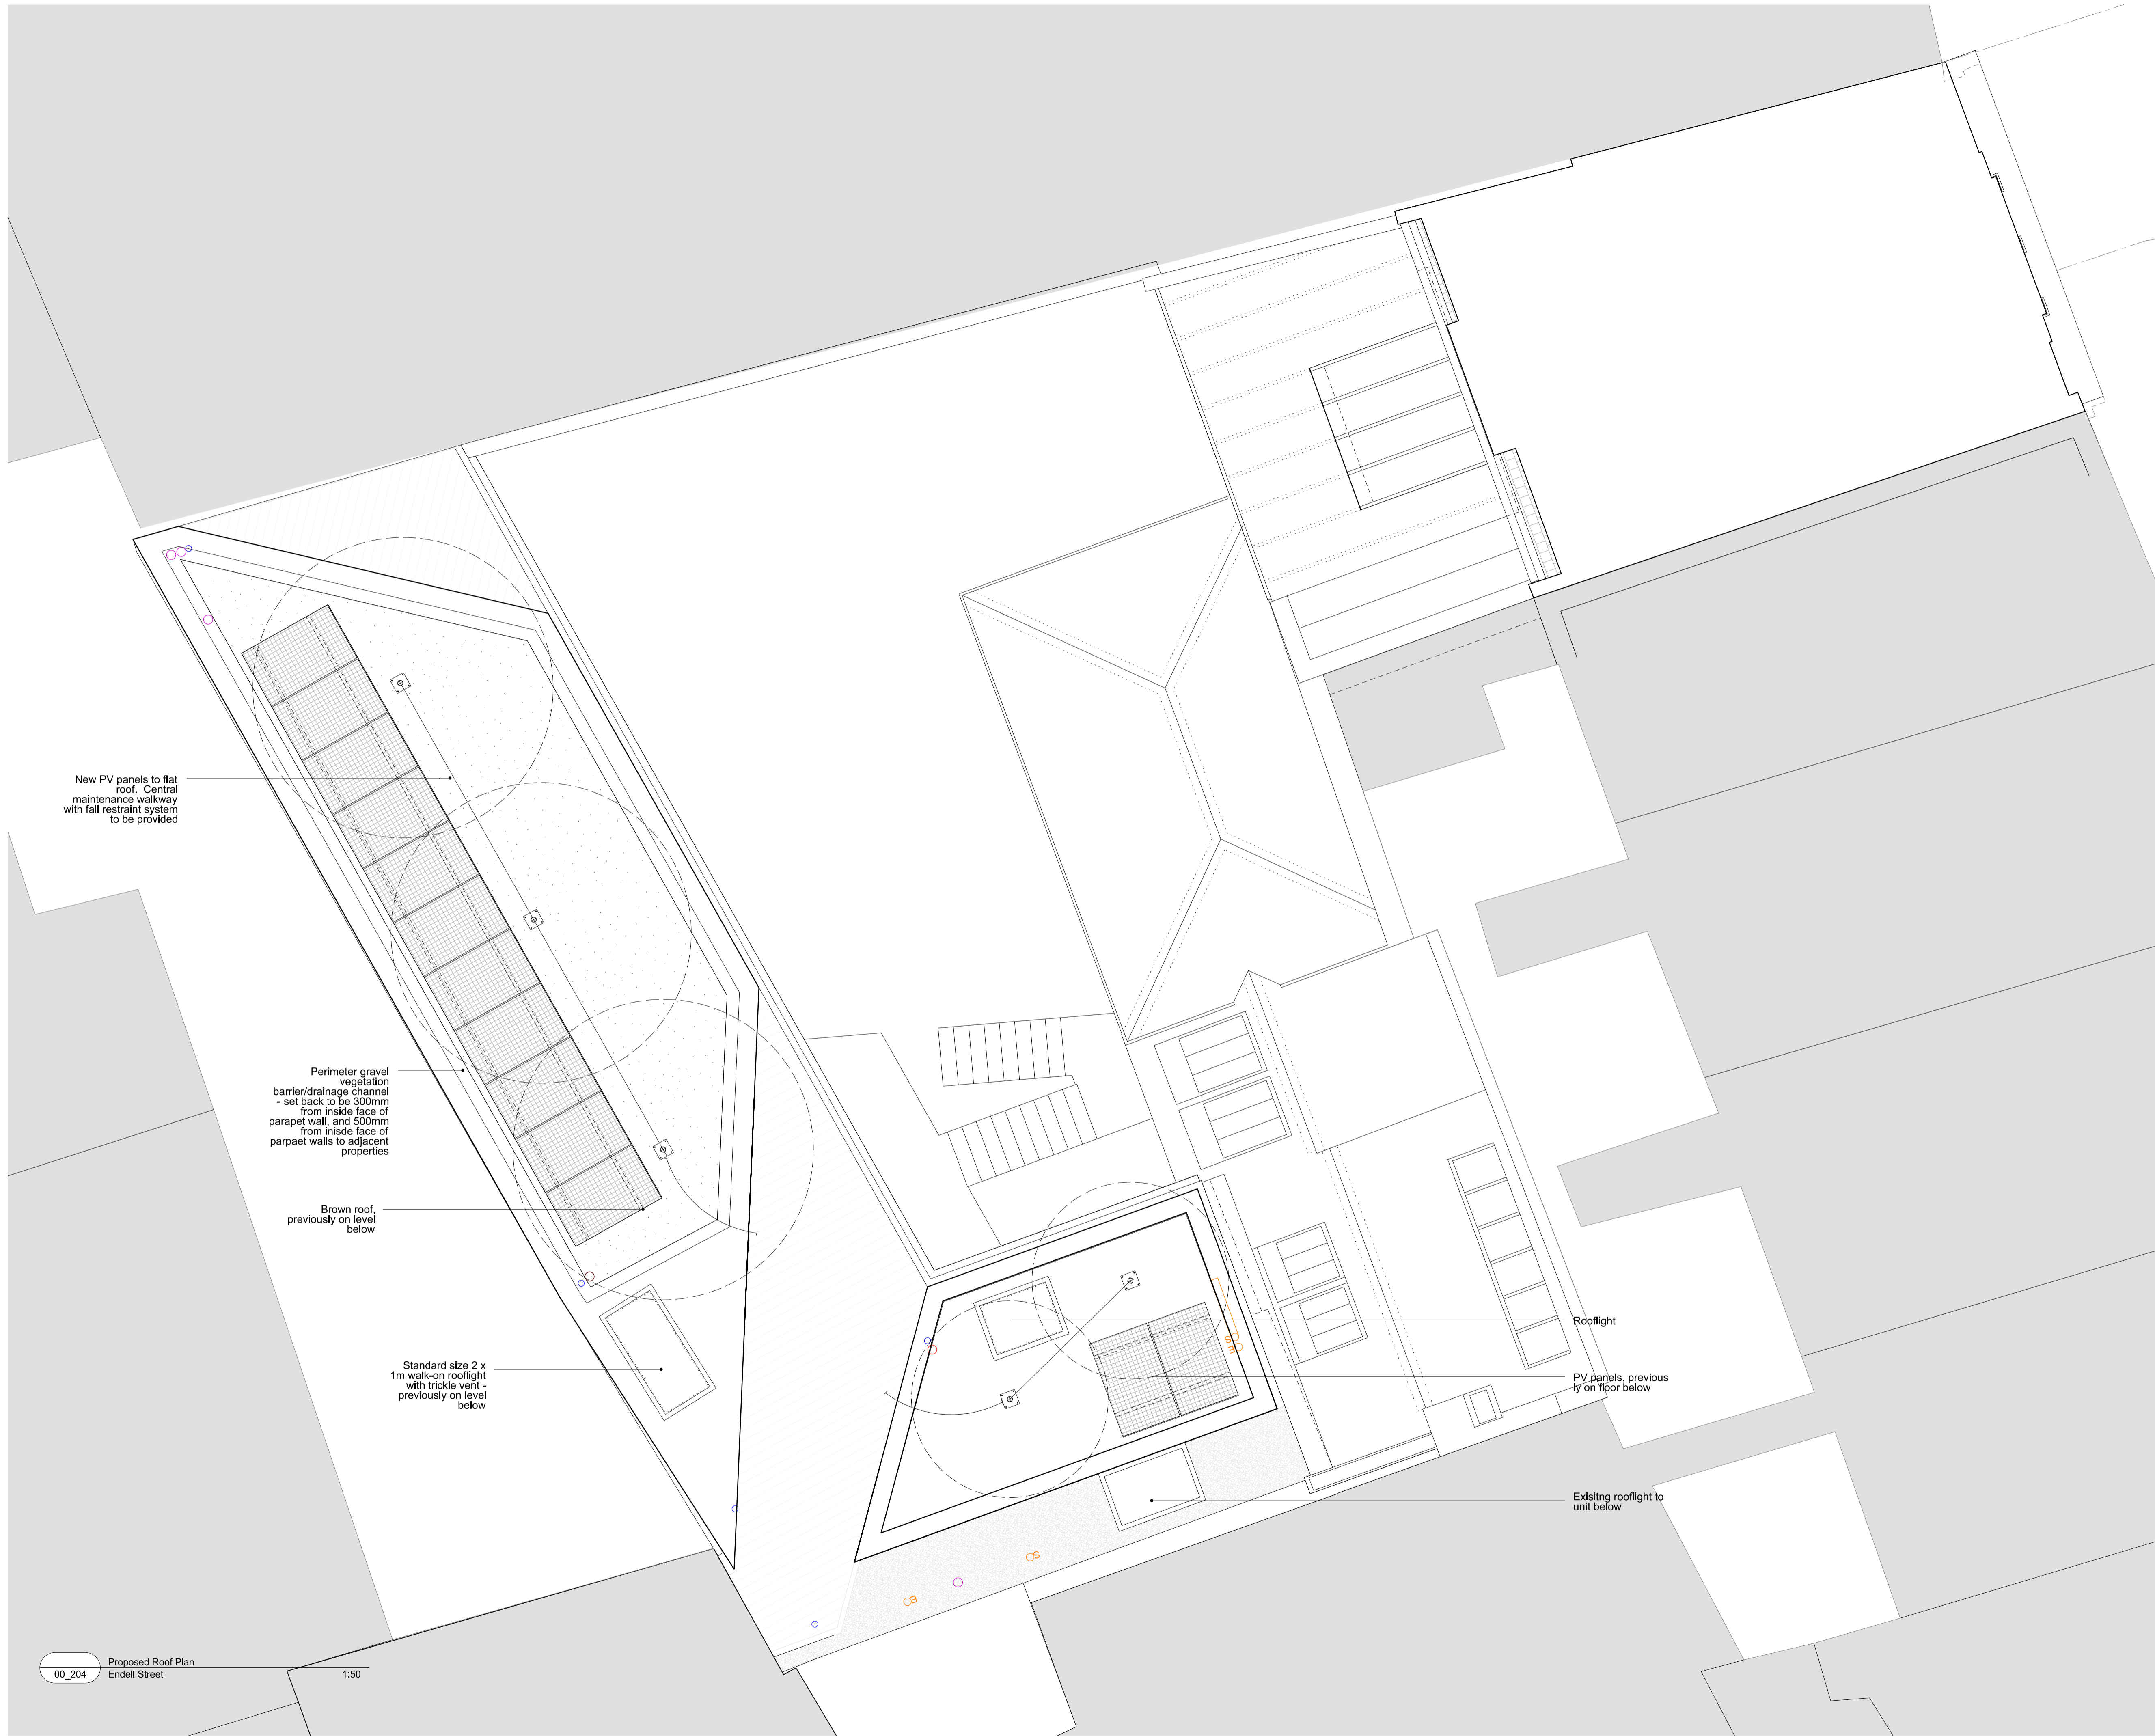 New PV panels to flat
roof. Central
maintenance walkway
with fall restraint system
to be provided
Perimeter gravel
vegetation
barrier/drainage channel
- set back to be 300mm
from inside face of
parapet wall, and 500mm
from inisde face of
parpaet walls to adjacent
properties
Brown roof,
previously on level
below
Standard size 2 x
1m walk-on rooflight
with trickle vent -
previously on level
below
Rooflight
PV panels, previous
ly on floor below
Exisitng rooflight to
unit below
S
E
S
E
Proposed Roof Plan
00_204
Endell Street
1:50